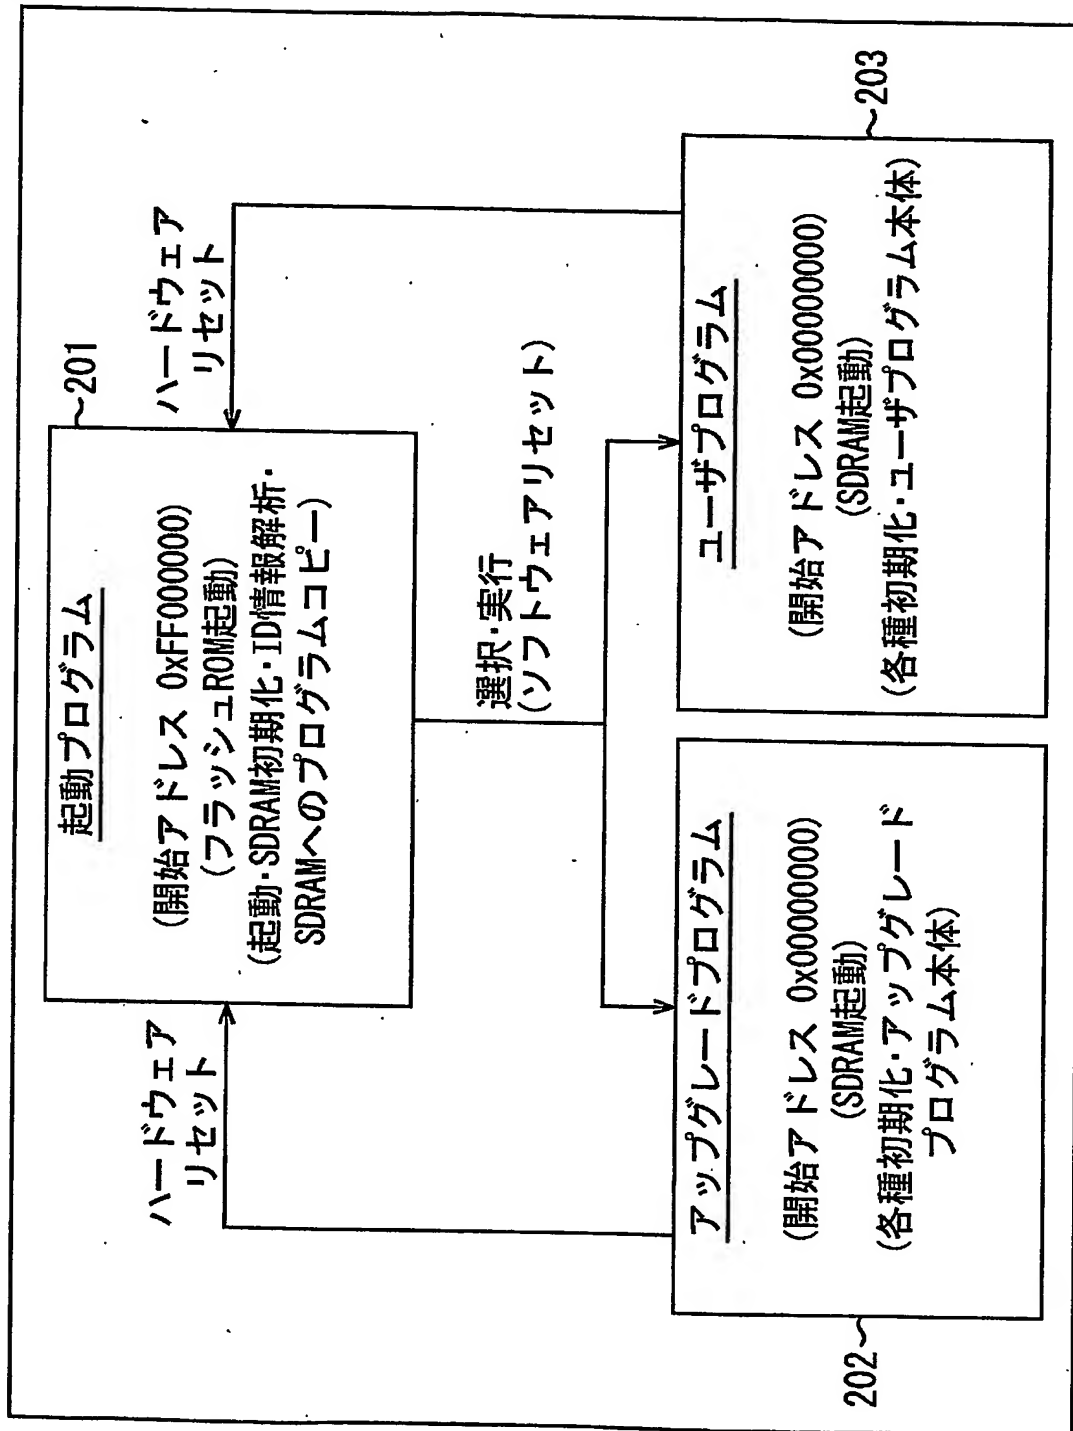 起動プログラム
~201
(開始アドレス 0xFF000000)
(フラッシュROM起動)
(起動・SDRAM初期化・ID情報解析・
SDRAMへのプログラムコピー)
ハードウェア
リセット
ハードウェア
リセット
選択・実行
(ソフトウェアリセット)
アップグレードプログラム
(開始アドレス 0x00000000)
(SDRAM起動)
(各種初期化・アップグレード
プログラム本体)
202~
ユーザプログラム
(開始アドレス 0x00000000)
(SDRAM起動)
(各種初期化・ユーザプログラム本体)
~203